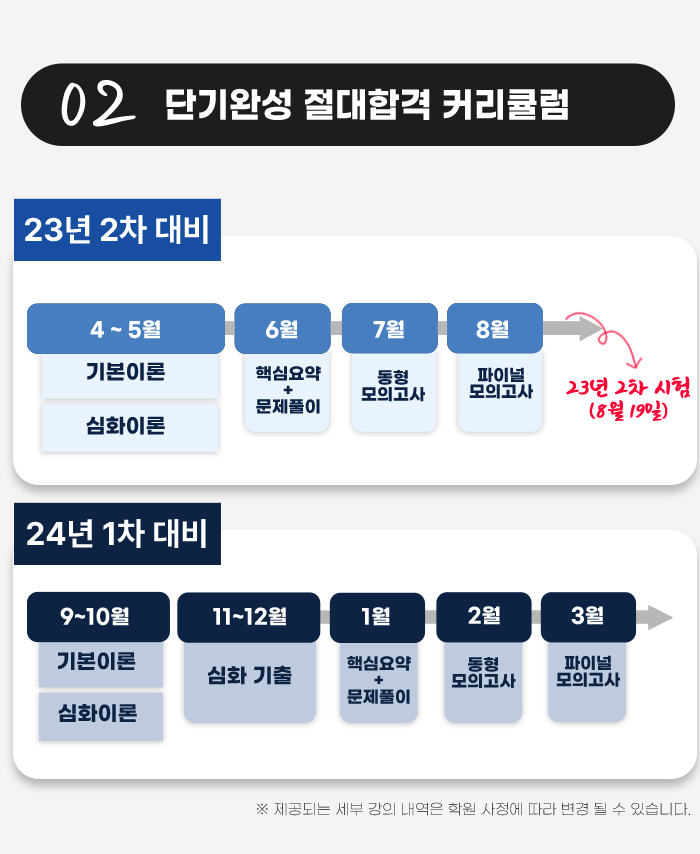 02 단기완성 절대합격 커리큘럼
23년 2차 대비
4 ~ 5월
6월
7월
8월
기본이론
심화이론
핵심요약
+
문제풀이
동형
모의고사
파이널
모의고사
23년 2차 시험
(8월 19일)
24년 1차 대비
9~10월
11~12월
1월
2월
3월
기본이론
심화이론
심화 기출
핵심요약
+
문제풀이
동형
모의고사
파이널
모의고사
※ 제공되는 세부 강의 내역은 학원 사정에 따라 변경 될 수 있습니다.